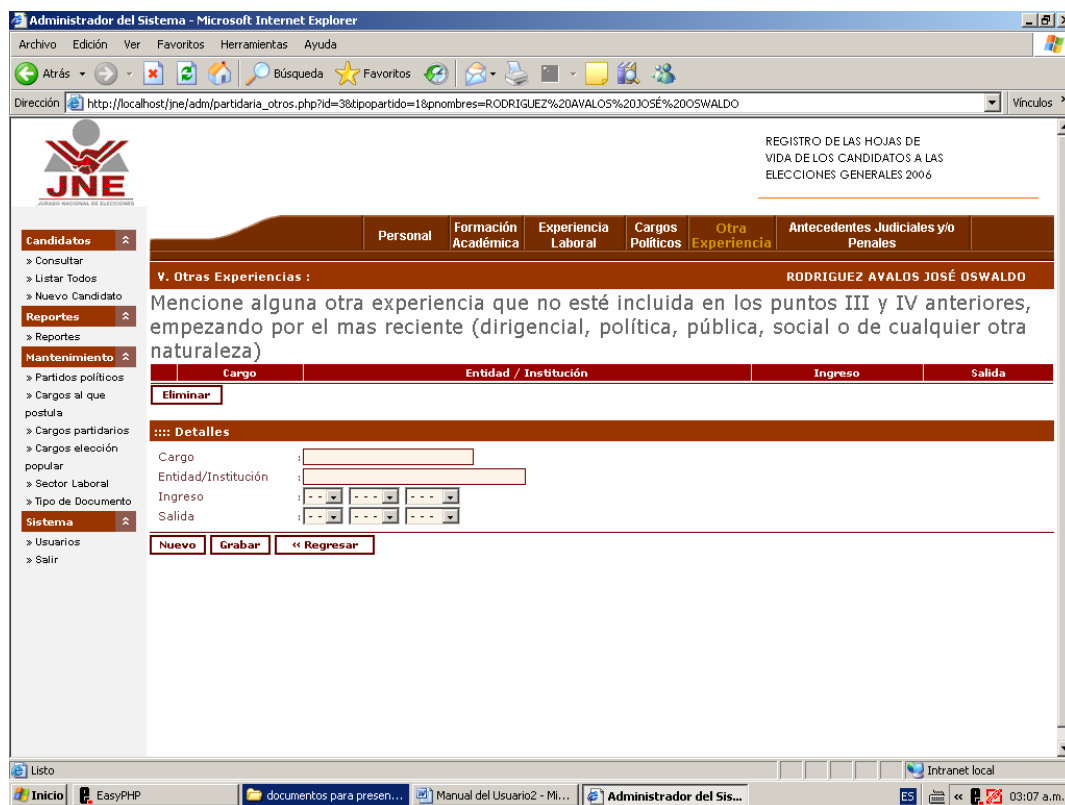 Administrador del Sistema - Microsoft Internet Explorer
Archivo Edición Ver Favoritos Herramientas Ayuda
Atrás Búsqueda Favoritos
Dirección http://localhost/jne/adm/partidaria_otros.php?id=3&tipopartido=1&pnombres=RODRIGUEZ%20AVALOS%20JOSÉ%20OSWALDO Vínculos
JNE
JURADO NACIONAL DE ELECCIONES
REGISTRO DE LAS HOJAS DE
VIDA DE LOS CANDIDATOS A LAS
ELECCIONES GENERALES 2006
Candidatos
» Consultar
» Listar Todos
» Nuevo Candidato
Reportes
» Reportes
Mantenimiento
» Partidos políticos
» Cargos al que
postula
» Cargos partidarios
» Cargos elección
popular
» Sector Laboral
» Tipo de Documento
Sistema
» Usuarios
» Salir
Personal
Formación
Académica
Experiencia
Laboral
Cargos
Políticos
Otra
Experiencia
Antecedentes Judiciales y/o
Penales
V. Otras Experiencias : RODRIGUEZ AVALOS JOSÉ OSWALDO
Mencione alguna otra experiencia que no esté incluida en los puntos III y IV anteriores,
empezando por el mas reciente (dirigencial, política, pública, social o de cualquier otra
naturaleza)
Cargo Entidad / Institución Ingreso Salida
Eliminar
:::: Detalles
Cargo :
Entidad/Institución :
Ingreso : - - - - - - - -
Salida : - - - - - - - -
Nuevo Grabar « Regresar
Listo Intranet local
Inicio EasyPHP documentos para presen... Manual del Usuario2 - Mi... Administrador del Sis... ES « 03:07 a.m.